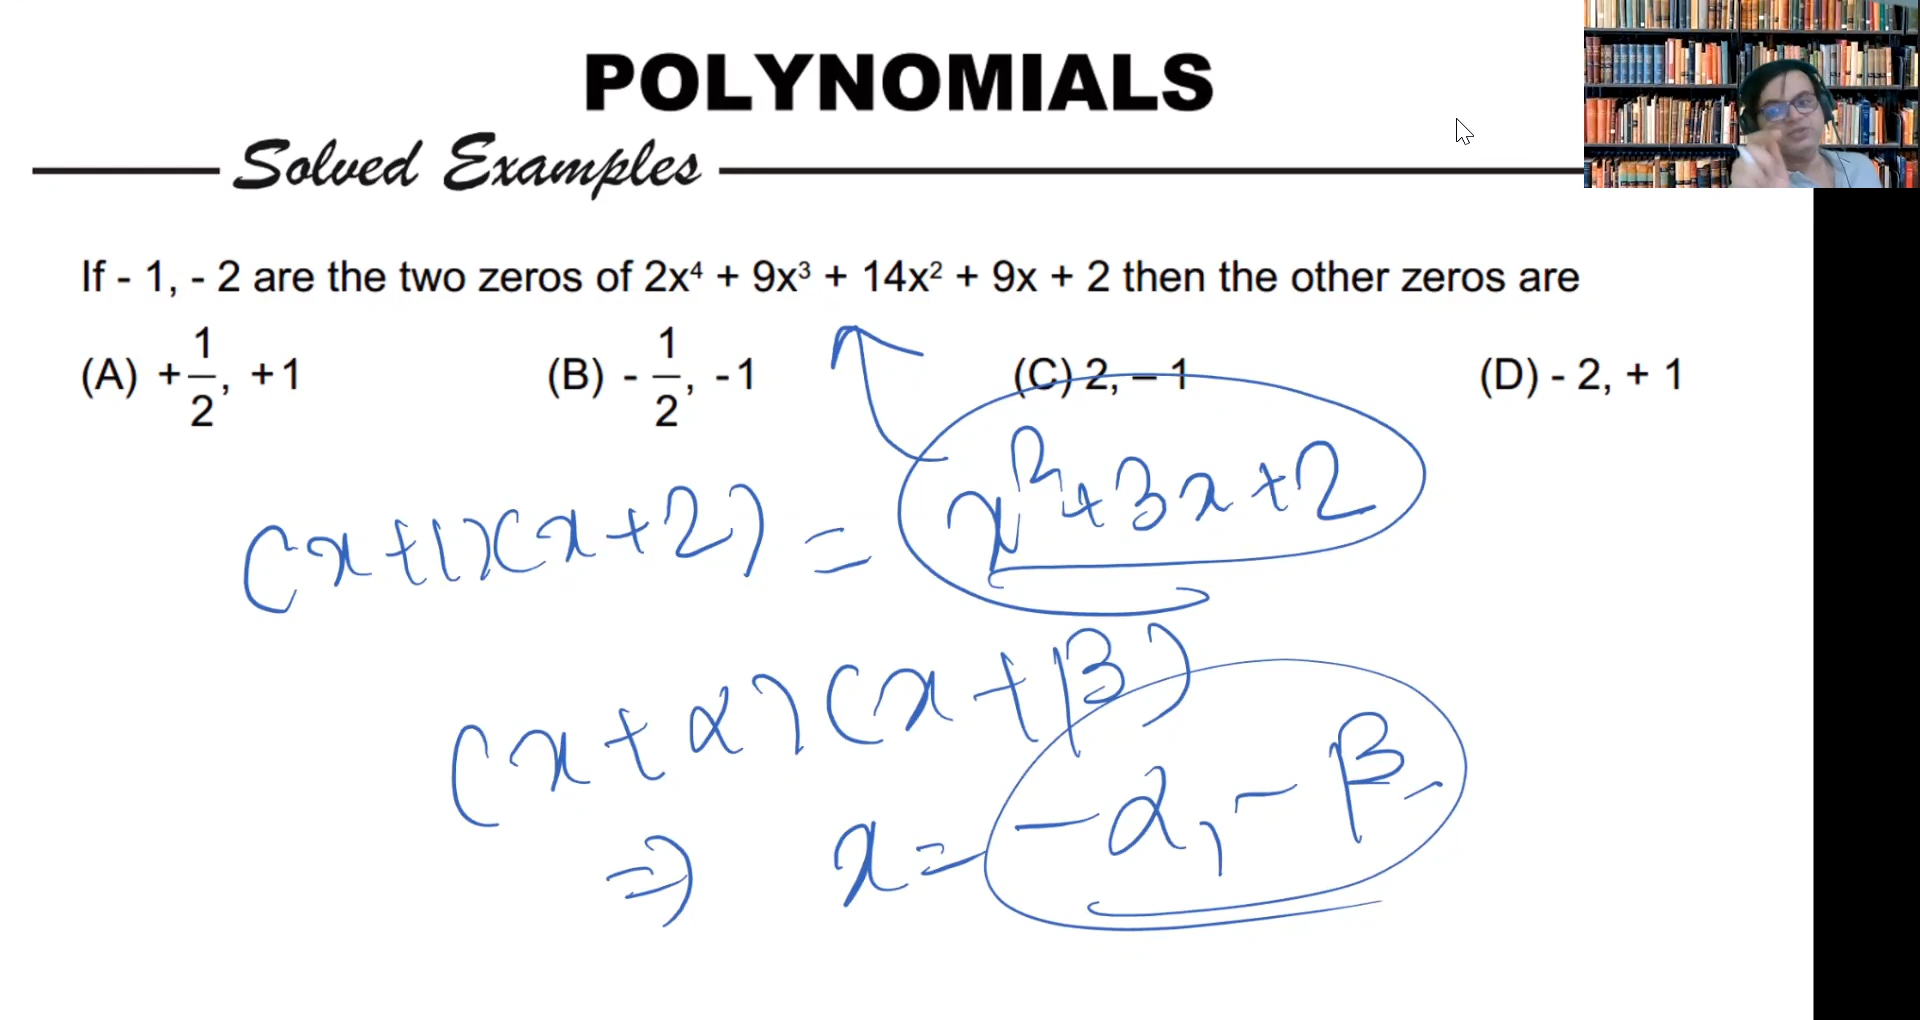 POLYNOMIALS
Solved Examples
If - 1, - 2 are the two zeros of 2x⁴ + 9x³ + 14x² + 9x + 2 then the other zeros are
(A) +1/2, +1 (B) - 1/2, -1 (C) 2, – 1 (D) - 2, + 1
(x+1)(x+2) = x²+3x+2
(x+α)(x+β)
⇒ x = -α, -β